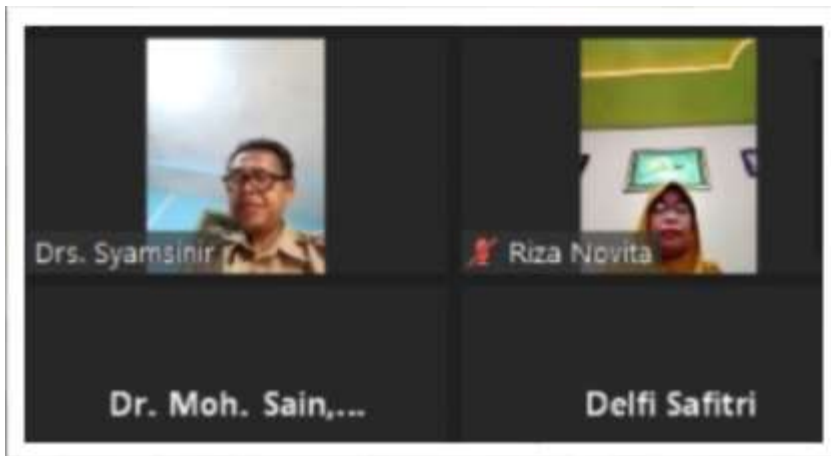 Drs. Syamsinir
Riza Novita
Dr. Moh. Sain,...
Delfi Safitri